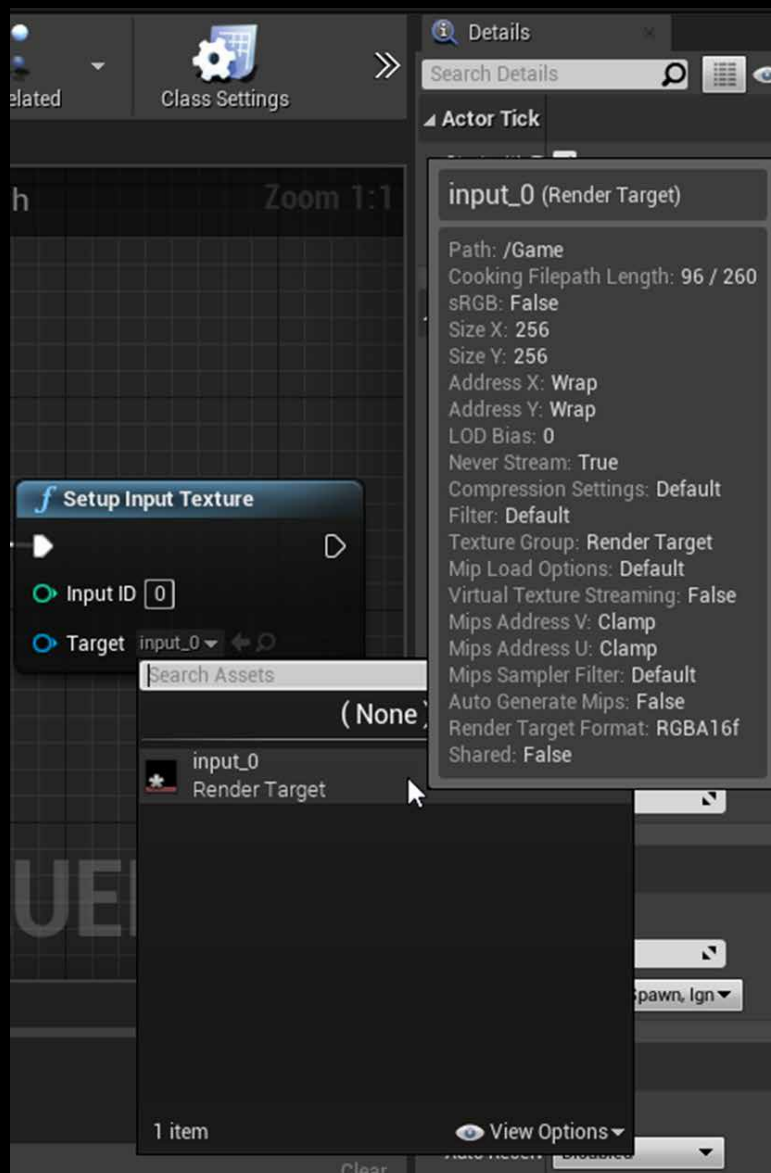 Details
elated
Class Settings
Search Details
Actor Tick
h
Zoom 1:1
input_0 (Render Target)
Path: /Game
Cooking Filepath Length: 96 / 260
sRGB: False
Size X: 256
Size Y: 256
Address X: Wrap
Address Y: Wrap
LOD Bias: 0
Never Stream: True
Compression Settings: Default
Filter: Default
Texture Group: Render Target
Mip Load Options: Default
Virtual Texture Streaming: False
Mips Address V: Clamp
Mips Address U: Clamp
Mips Sampler Filter: Default
Auto Generate Mips: False
Render Target Format: RGBA16f
Shared: False
f Setup Input Texture
Input ID 0
Target input_0
Search Assets
( None )
input_0
Render Target
UE
Spawn, Ign
1 item
View Options
Clear